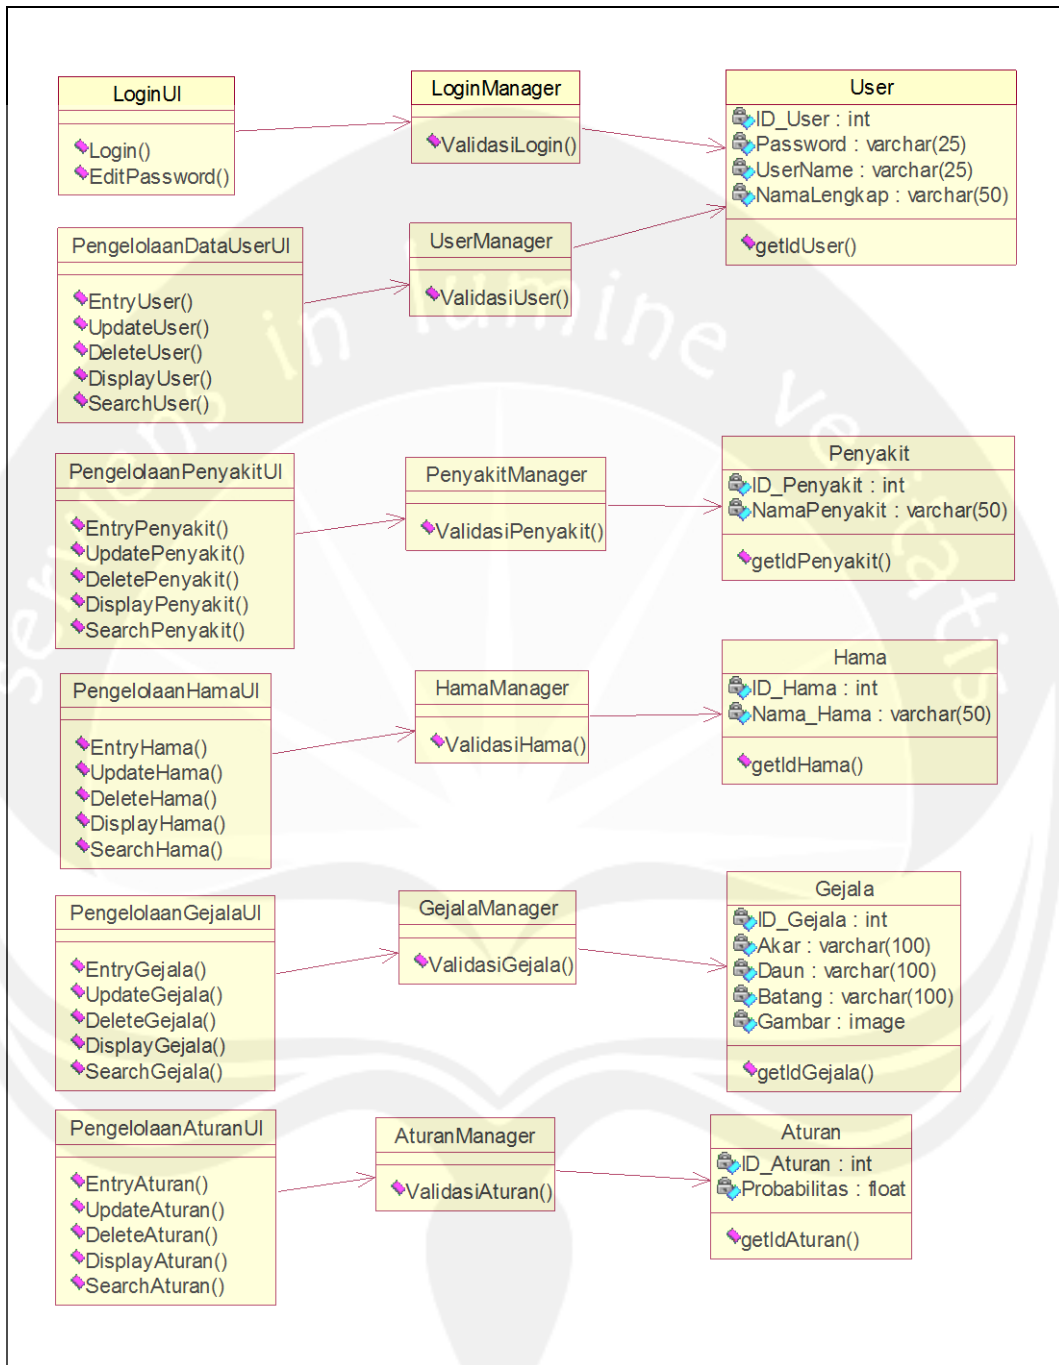 LoginUI
Login()
EditPassword()
LoginManager
ValidasiLogin()
User
ID_User : int
Password : varchar(25)
UserName : varchar(25)
NamaLengkap : varchar(50)
getIdUser()
PengelolaanDataUserUI
EntryUser()
UpdateUser()
DeleteUser()
DisplayUser()
SearchUser()
UserManager
ValidasiUser()
PengelolaanPenyakitUI
EntryPenyakit()
UpdatePenyakit()
DeletePenyakit()
DisplayPenyakit()
SearchPenyakit()
PenyakitManager
ValidasiPenyakit()
Penyakit
ID_Penyakit : int
NamaPenyakit : varchar(50)
getIdPenyakit()
PengelolaanHamaUI
EntryHama()
UpdateHama()
DeleteHama()
DisplayHama()
SearchHama()
HamaManager
ValidasiHama()
Hama
ID_Hama : int
Nama_Hama : varchar(50)
getIdHama()
PengelolaanGejalaUI
EntryGejala()
UpdateGejala()
DeleteGejala()
DisplayGejala()
SearchGejala()
GejalaManager
ValidasiGejala()
Gejala
ID_Gejala : int
Akar : varchar(100)
Daun : varchar(100)
Batang : varchar(100)
Gambar : image
getIdGejala()
PengelolaanAturanUI
EntryAturan()
UpdateAturan()
DeleteAturan()
DisplayAturan()
SearchAturan()
AturanManager
ValidasiAturan()
Aturan
ID_Aturan : int
Probabilitas : float
getIdAturan()
serviens in lumine veritatis